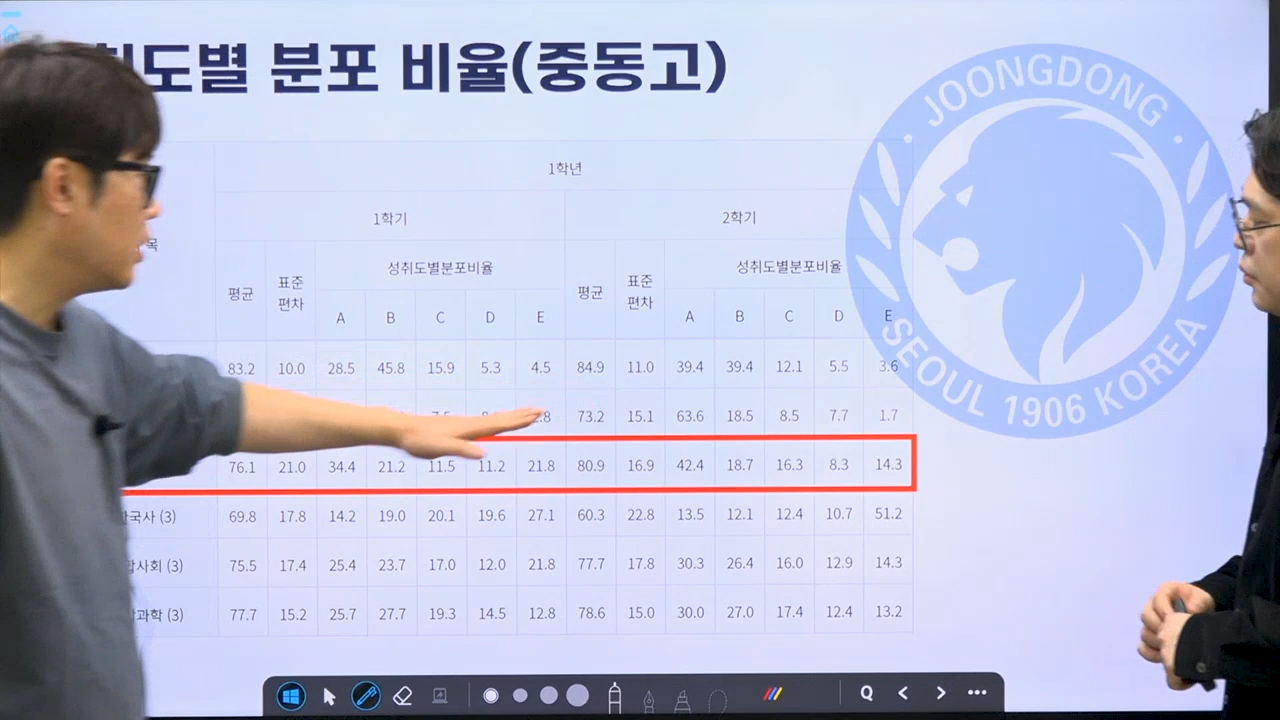 취도별 분포 비율(중동고)
JOONGDONG
SEOUL 1906 KOREA
1학년
1학기 2학기
목 평균 표준편차 성취도별분포비율 평균 표준편차 성취도별분포비율
A B C D E A B C D E
83.2 10.0 28.5 45.8 15.9 5.3 4.5 84.9 11.0 39.4 39.4 12.1 5.5 3.6
73.2 15.1 63.6 18.5 8.5 7.7 1.7
76.1 21.0 34.4 21.2 11.5 11.2 21.8 80.9 16.9 42.4 18.7 16.3 8.3 14.3
한국사 (3) 69.8 17.8 14.2 19.0 20.1 19.6 27.1 60.3 22.8 13.5 12.1 12.4 10.7 51.2
합사회 (3) 75.5 17.4 25.4 23.7 17.0 12.0 21.8 77.7 17.8 30.3 26.4 16.0 12.9 14.3
합과학 (3) 77.7 15.2 25.7 27.7 19.3 14.5 12.8 78.6 15.0 30.0 27.0 17.4 12.4 13.2